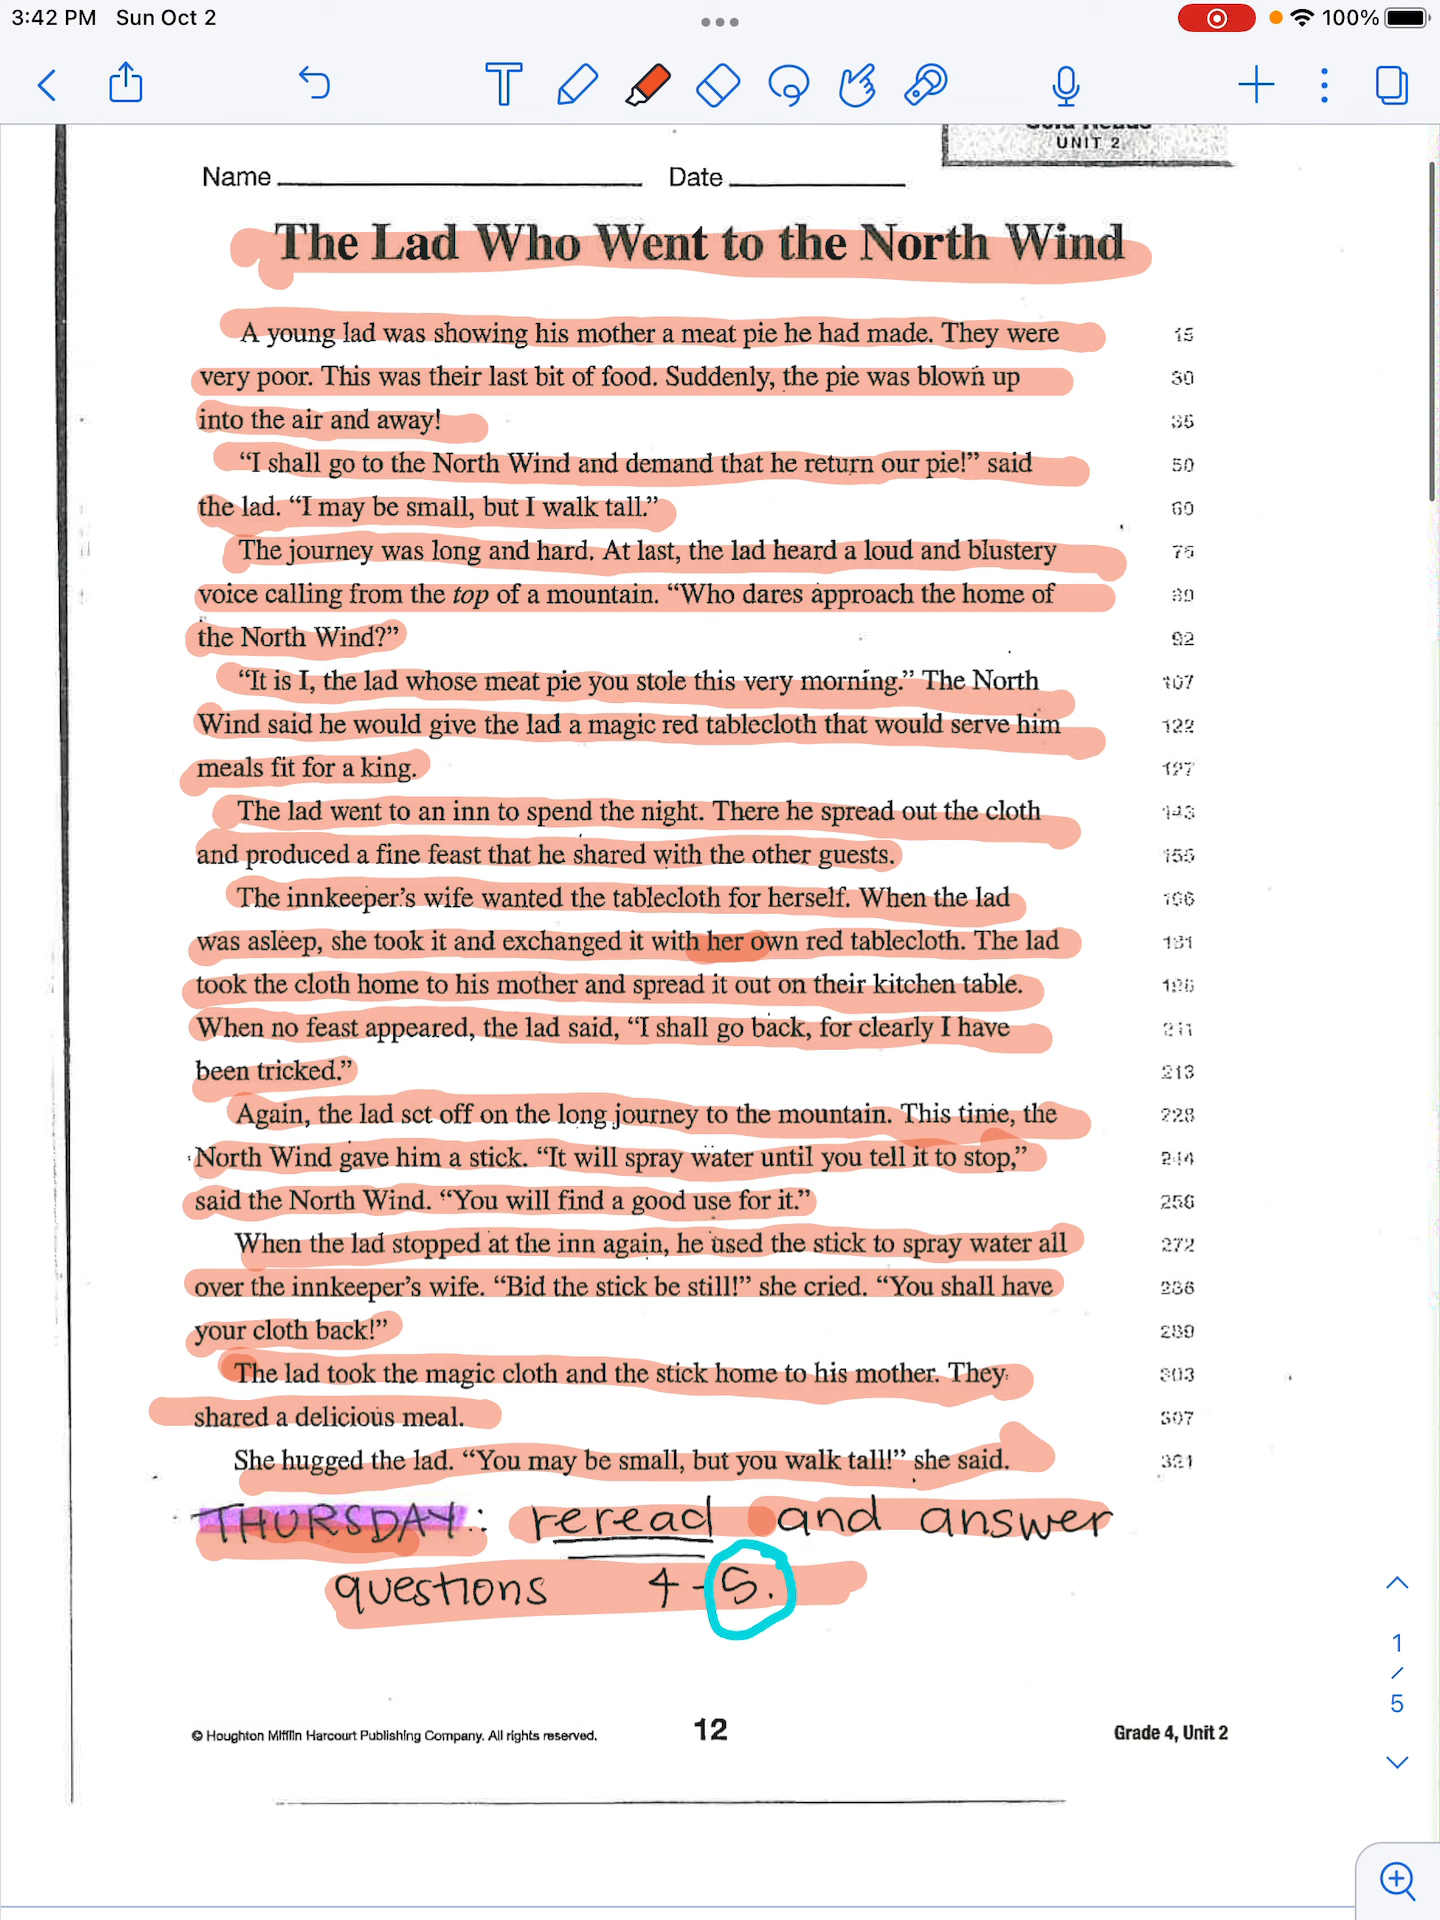 3:42 PM Sun Oct 2
100%
UNIT 2
Name
Date
The Lad Who Went to the North Wind
A young lad was showing his mother a meat pie he had made. They were 15
very poor. This was their last bit of food. Suddenly, the pie was blown up 30
into the air and away! 35
“I shall go to the North Wind and demand that he return our pie!” said 50
the lad. “I may be small, but I walk tall.” 60
The journey was long and hard. At last, the lad heard a loud and blustery 75
voice calling from the top of a mountain. “Who dares approach the home of 89
the North Wind?” 92
“It is I, the lad whose meat pie you stole this very morning.” The North 107
Wind said he would give the lad a magic red tablecloth that would serve him 122
meals fit for a king. 127
The lad went to an inn to spend the night. There he spread out the cloth 143
and produced a fine feast that he shared with the other guests. 155
The innkeeper’s wife wanted the tablecloth for herself. When the lad 166
was asleep, she took it and exchanged it with her own red tablecloth. The lad 181
took the cloth home to his mother and spread it out on their kitchen table. 196
When no feast appeared, the lad said, “I shall go back, for clearly I have 211
been tricked.” 213
Again, the lad set off on the long journey to the mountain. This time, the 228
North Wind gave him a stick. “It will spray water until you tell it to stop,” 244
said the North Wind. “You will find a good use for it.” 256
When the lad stopped at the inn again, he used the stick to spray water all 272
over the innkeeper’s wife. “Bid the stick be still!” she cried. “You shall have 286
your cloth back!” 289
The lad took the magic cloth and the stick home to his mother. They 303
shared a delicious meal. 307
She hugged the lad. “You may be small, but you walk tall!” she said. 321
THURSDAY: reread and answer
questions 4-5.
1
/
5
© Houghton Mifflin Harcourt Publishing Company. All rights reserved.
12
Grade 4, Unit 2